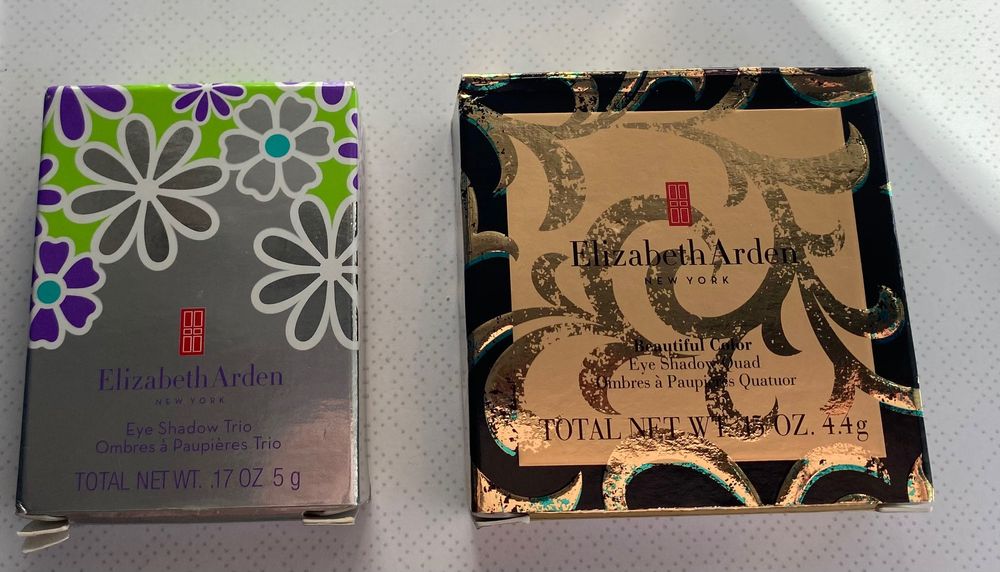 Elizabeth Arden
NEW YORK
Eye Shadow Trio
Ombres à Paupières Trio
TOTAL NET WT. .17 OZ 5 g
Elizabeth Arden
NEW YORK
Beautiful Color
Eye Shadow Quad
Ombres à Paupières Quatuor
TOTAL NET WT. OZ. 4.4g